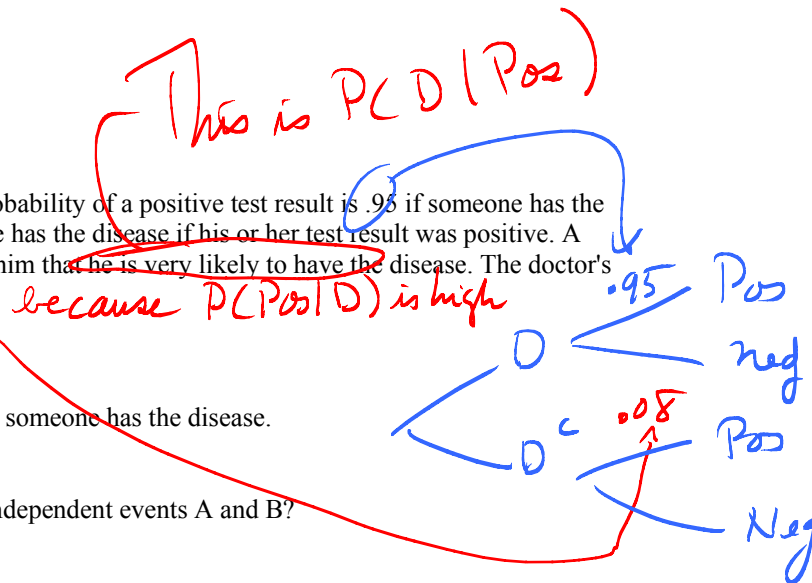 This is P(D|Pos)
obability of a positive test result is .95 if someone has the
e has the disease if his or her test result was positive. A
him that he is very likely to have the disease. The doctor's
because P(Pos|D) is high
.95 Pos
D neg
someone has the disease.
.08
D^c Pos
ndependent events A and B?
Neg